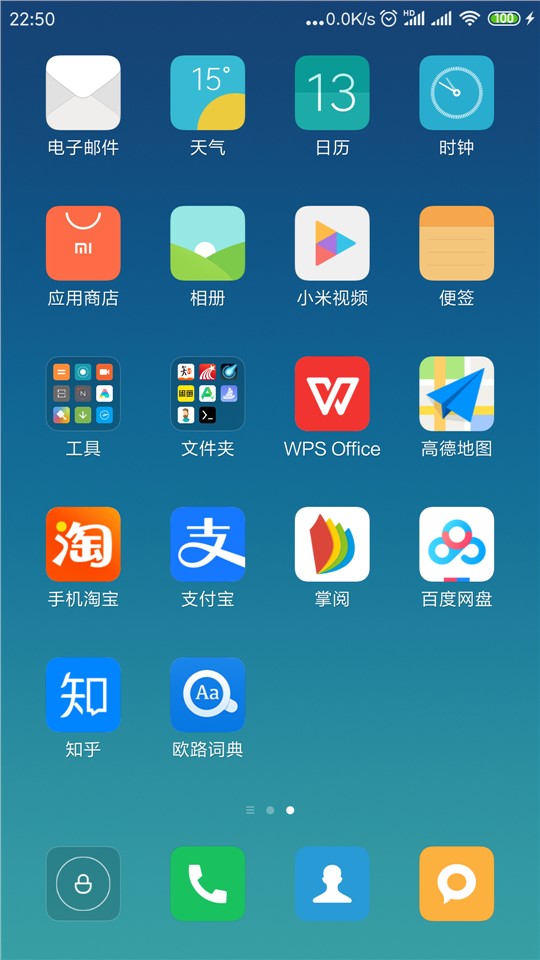 22:50 ...0.0K/s HD 100
15°
13
电子邮件 天气 日历 时钟
MI
应用商店 相册 小米视频 便签
闲鱼
工具 文件夹 WPS Office 高德地图
淘 支
手机淘宝 支付宝 掌阅 百度网盘
知 Aa
知乎 欧路词典